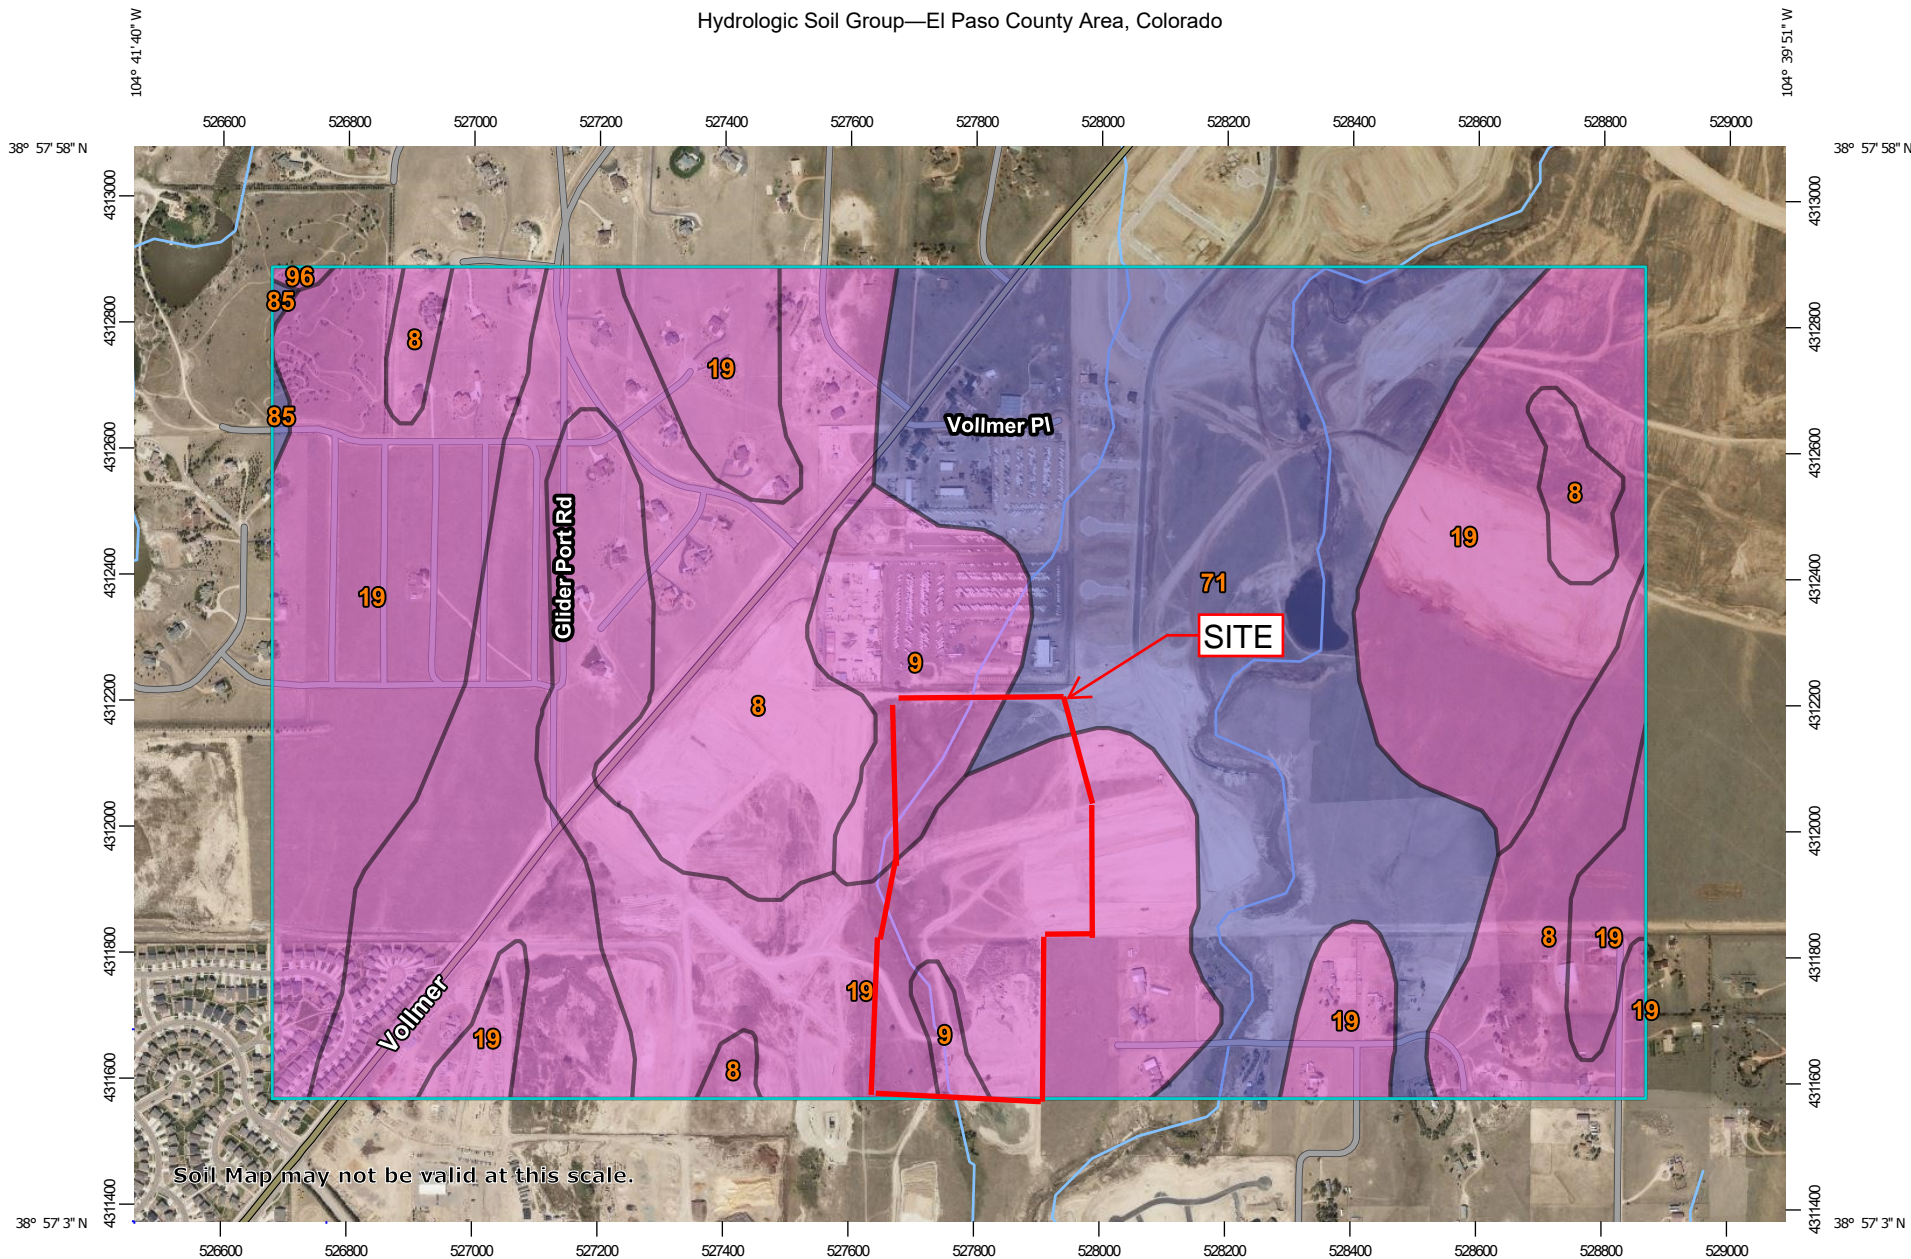 Hydrologic Soil Group—El Paso County Area, Colorado
104° 41' 40'' W
104° 39' 51'' W
526600 526800 527000 527200 527400 527600 527800 528000 528200 528400 528600 528800 529000
38° 57' 58'' N
38° 57' 58'' N
4313000
4313000
96
85
4312800
4312800
8
19
85
Vollmer Pl
4312600
4312600
8
19
Glider Port Rd
4312400
4312400
71
19
SITE
9
4312200
4312200
8
4312000
4312000
4311800
4311800
8
19
19
19
Vollmer
19
9
19
8
4311600
4311600
Soil Map may not be valid at this scale.
4311400
4311400
38° 57' 3'' N
38° 57' 3'' N
526600 526800 527000 527200 527400 527600 527800 528000 528200 528400 528600 528800